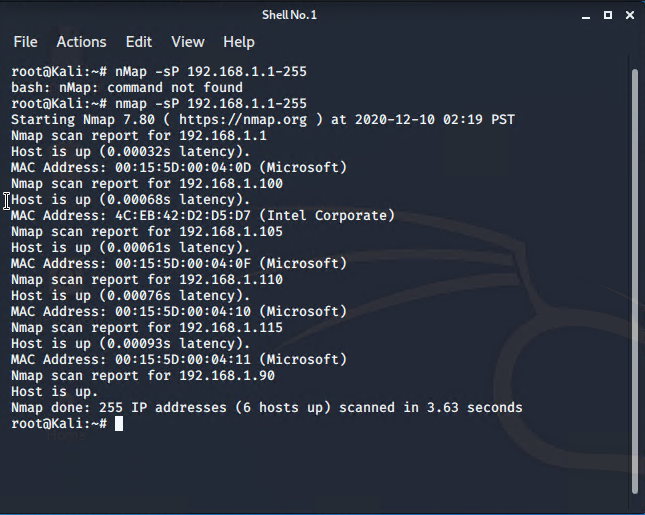 Shell No. 1
File Actions Edit View Help
root@Kali:~# nMap -sP 192.168.1.1-255
bash: nMap: command not found
root@Kali:~# nmap -sP 192.168.1.1-255
Starting Nmap 7.80 ( https://nmap.org ) at 2020-12-10 02:19 PST
Nmap scan report for 192.168.1.1
Host is up (0.00032s latency).
MAC Address: 00:15:5D:00:04:0D (Microsoft)
Nmap scan report for 192.168.1.100
Host is up (0.00068s latency).
MAC Address: 4C:EB:42:D2:D5:D7 (Intel Corporate)
Nmap scan report for 192.168.1.105
Host is up (0.00061s latency).
MAC Address: 00:15:5D:00:04:0F (Microsoft)
Nmap scan report for 192.168.1.110
Host is up (0.00076s latency).
MAC Address: 00:15:5D:00:04:10 (Microsoft)
Nmap scan report for 192.168.1.115
Host is up (0.00093s latency).
MAC Address: 00:15:5D:00:04:11 (Microsoft)
Nmap scan report for 192.168.1.90
Host is up.
Nmap done: 255 IP addresses (6 hosts up) scanned in 3.63 seconds
root@Kali:~#